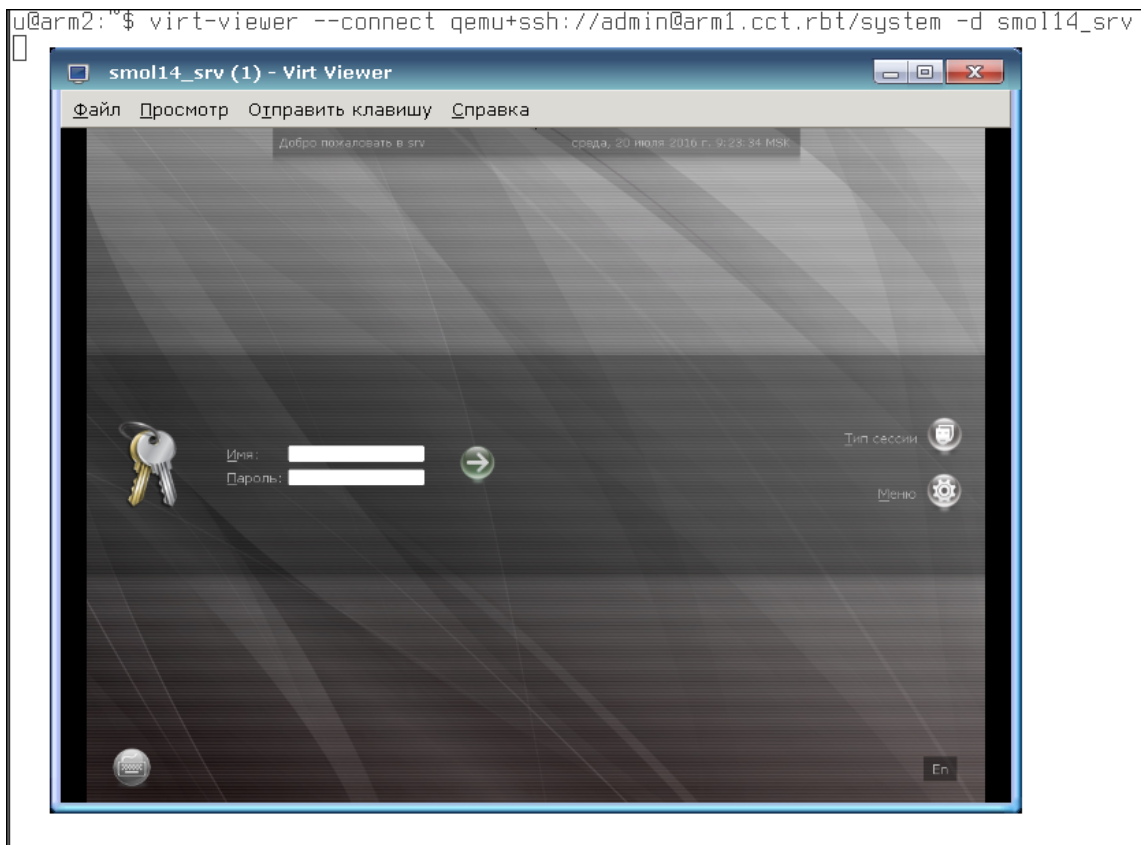 u@arm2:~$ virt-viewer --connect qemu+ssh://admin@arm1.cct.rbt/system -d smol14_srv
smol14_srv (1) - Virt Viewer
Файл Просмотр Отправить клавишу Справка
Добро пожаловать в srv среда, 20 июля 2016 г. 9:23:34 MSK
Тип сессии
Имя:
Пароль:
Меню
En